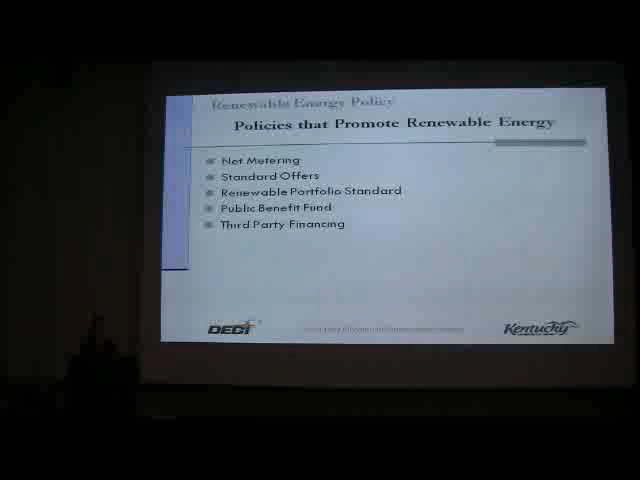 Renewable Energy Policy
Policies that Promote Renewable Energy
Net Metering
Standard Offers
Renewable Portfolio Standard
Public Benefit Fund
Third Party Financing
DEDI
Kentucky